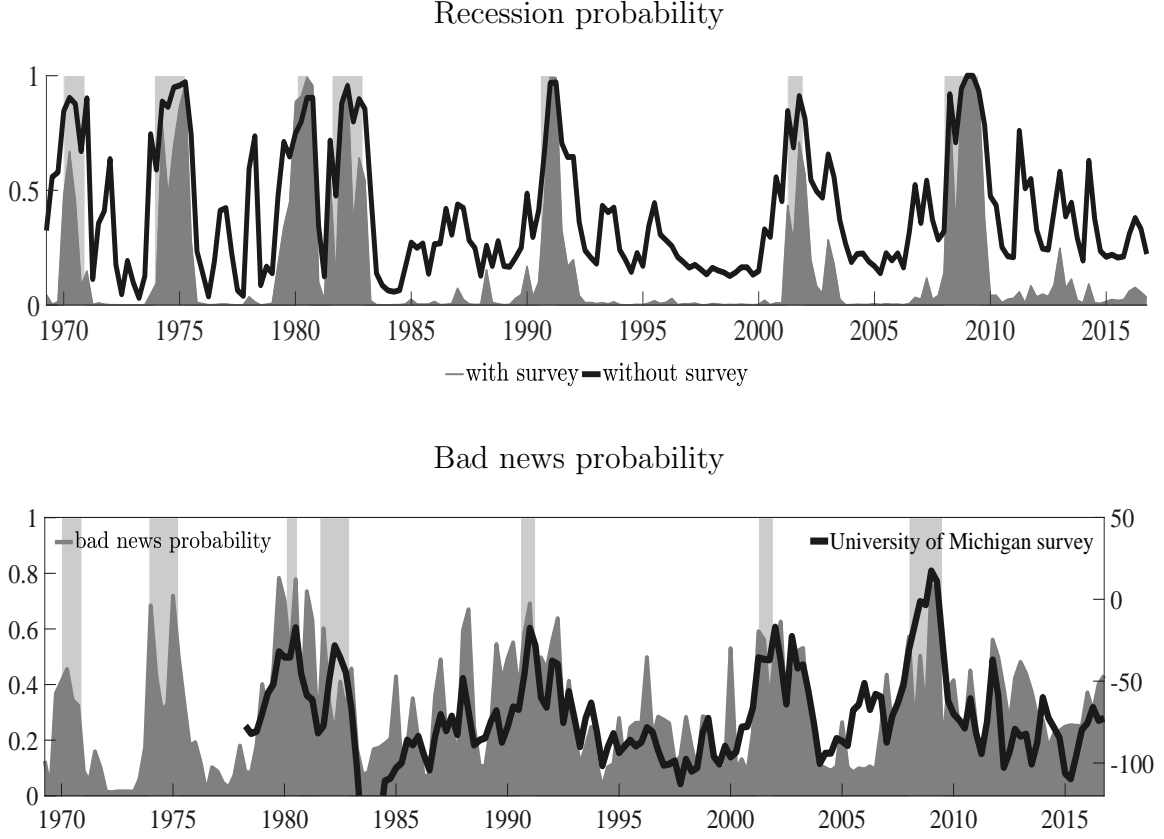 Recession probability
1
0.5
0
1970 1975 1980 1985 1990 1995 2000 2005 2010 2015
with survey without survey
Bad news probability
1 50
bad news probability University of Michigan survey
0.8
0
0.6
0.4 -50
0.2
-100
0
1970 1975 1980 1985 1990 1995 2000 2005 2010 2015